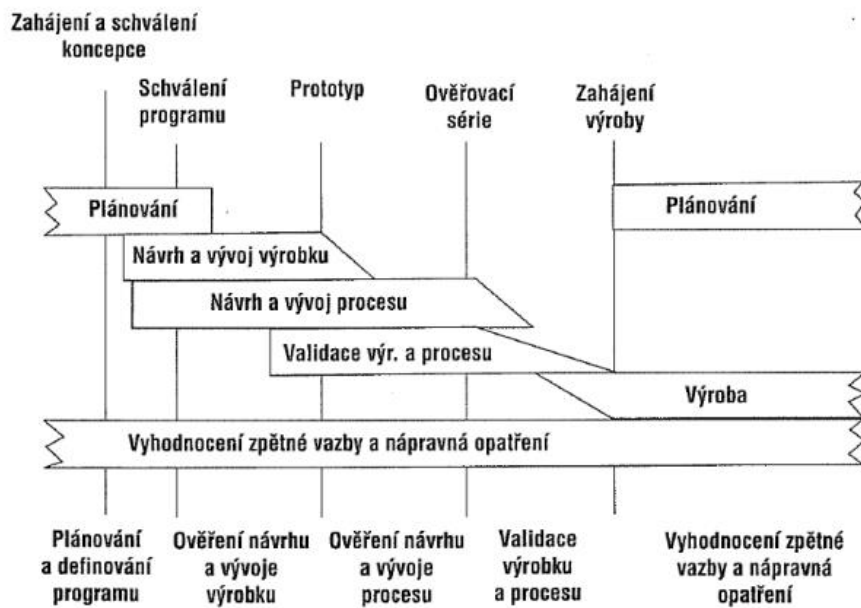 Zahájení a schválení
koncepce
Schválení
programu
Prototyp
Ověřovací
série
Zahájení
výroby
Plánování
Plánování
Návrh a vývoj výrobku
Návrh a vývoj procesu
Validace výr. a procesu
Výroba
Vyhodnocení zpětné vazby a nápravná opatření
Plánování
a definování
programu
Ověření návrhu
a vývoje
výrobku
Ověření návrhu
a vývoje
procesu
Validace
výrobku
a procesu
Vyhodnocení zpětné
vazby a nápravná
opatření